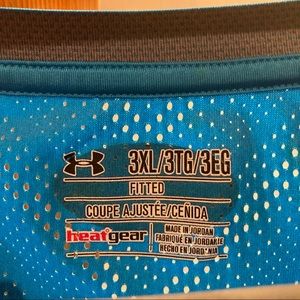 3XL/3TG/3EG
FITTED
COUPE AJUSTÉE/CEÑIDA
heatgear
MADE IN JORDAN
FABRIQUÉ EN JORDANIE
HECHO EN JORDANIA